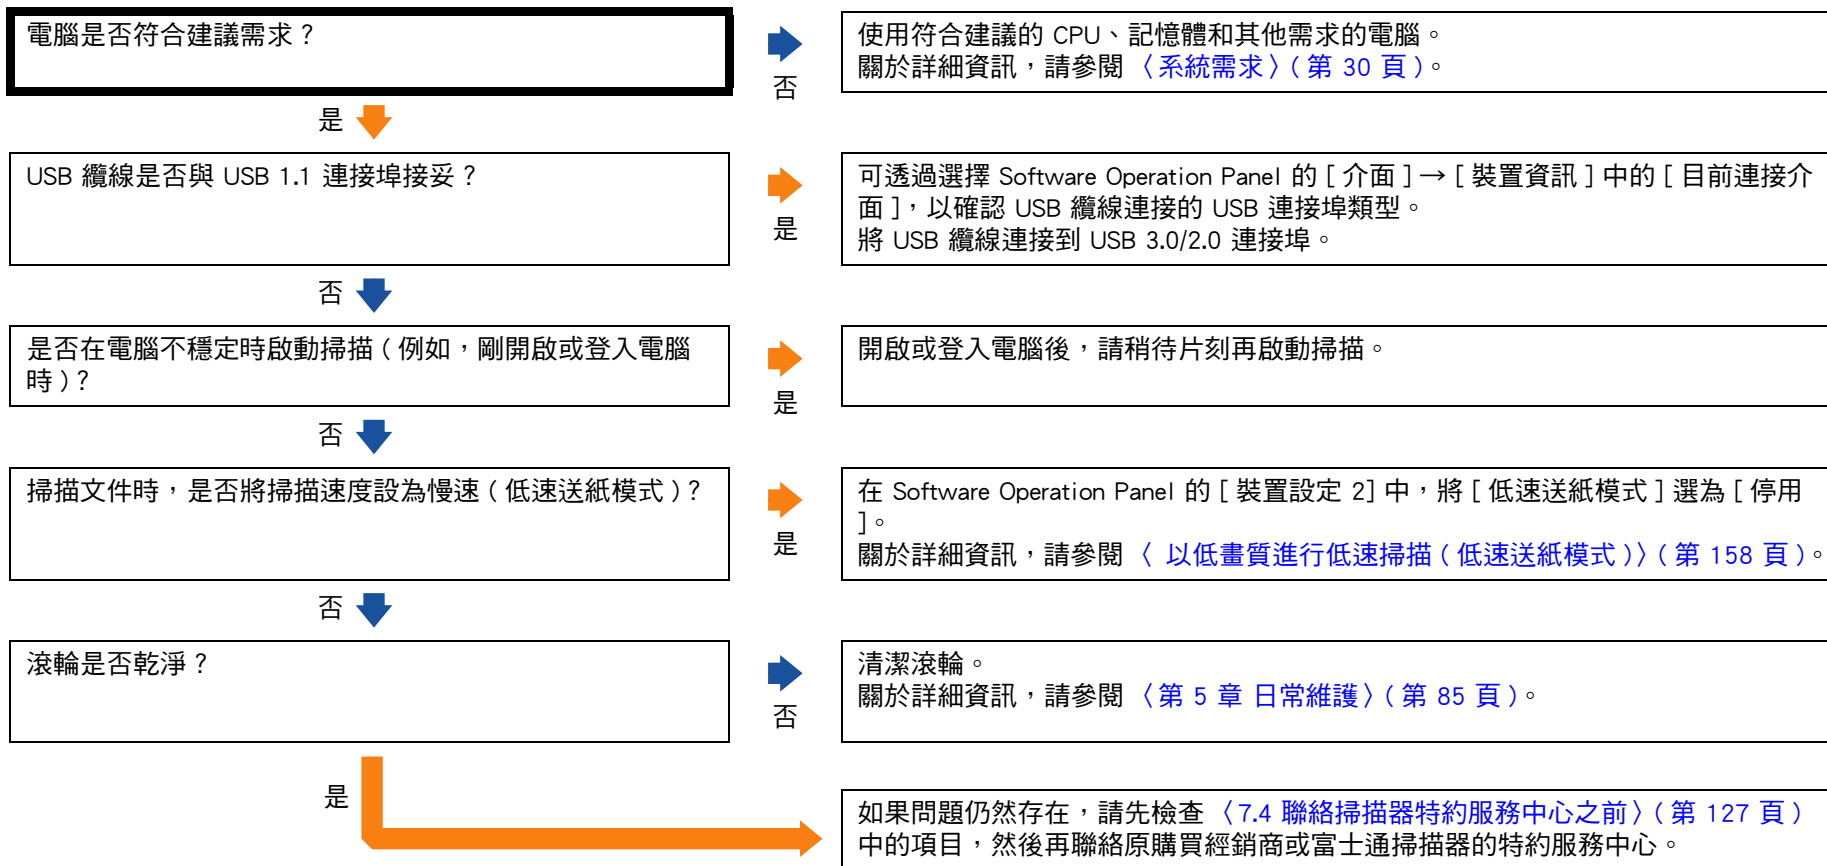 電腦是否符合建議需求？
否
使用符合建議的 CPU、記憶體和其他需求的電腦。
關於詳細資訊，請參閱 〈系統需求〉( 第 30 頁 )。
是
USB 纜線是否與 USB 1.1 連接埠接妥？
是
可透過選擇 Software Operation Panel 的 [ 介面 ] → [ 裝置資訊 ] 中的 [ 目前連接介
面 ]，以確認 USB 纜線連接的 USB 連接埠類型。
將 USB 纜線連接到 USB 3.0/2.0 連接埠。
否
是否在電腦不穩定時啟動掃描 ( 例如，剛開啟或登入電腦
時 )？
是
開啟或登入電腦後，請稍待片刻再啟動掃描。
否
掃描文件時，是否將掃描速度設為慢速 ( 低速送紙模式 )？
是
在 Software Operation Panel 的 [ 裝置設定 2] 中，將 [ 低速送紙模式 ] 選為 [ 停用
]。
關於詳細資訊，請參閱 〈 以低畫質進行低速掃描 ( 低速送紙模式 )〉( 第 158 頁 )。
否
滾輪是否乾淨？
否
清潔滾輪。
關於詳細資訊，請參閱 〈第 5 章 日常維護〉( 第 85 頁 )。
是
如果問題仍然存在，請先檢查 〈7.4 聯絡掃描器特約服務中心之前〉( 第 127 頁 )
中的項目，然後再聯絡原購買經銷商或富士通掃描器的特約服務中心。